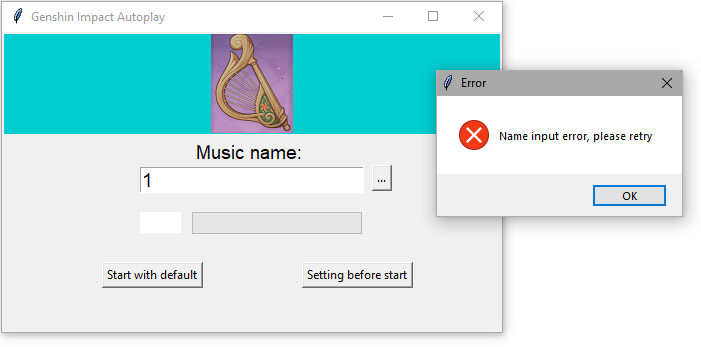 Genshin Impact Autoplay
Error
Name input error, please retry
OK
Music name:
1
...
Start with default
Setting before start